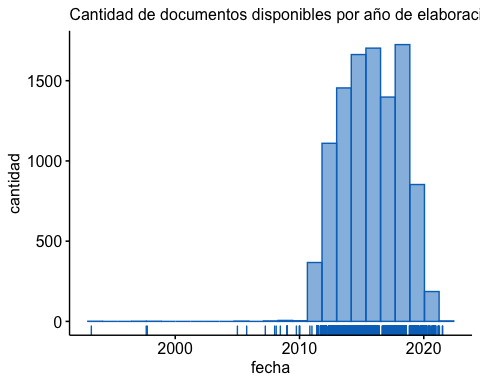 Cantidad de documentos disponibles por año de elaboraci
cantidad
1500
1000
500
0
2000 2010 2020
fecha